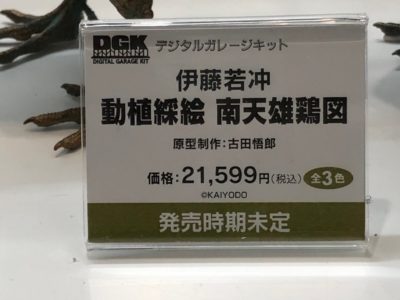 DGK デジタルガレージキット
DIGITAL GARAGE KIT
伊藤若冲
動植綵絵 南天雄鶏図
原型制作:古田悟郎
価格:21,599円(税込) 全3色
©KAIYODO
発売時期未定